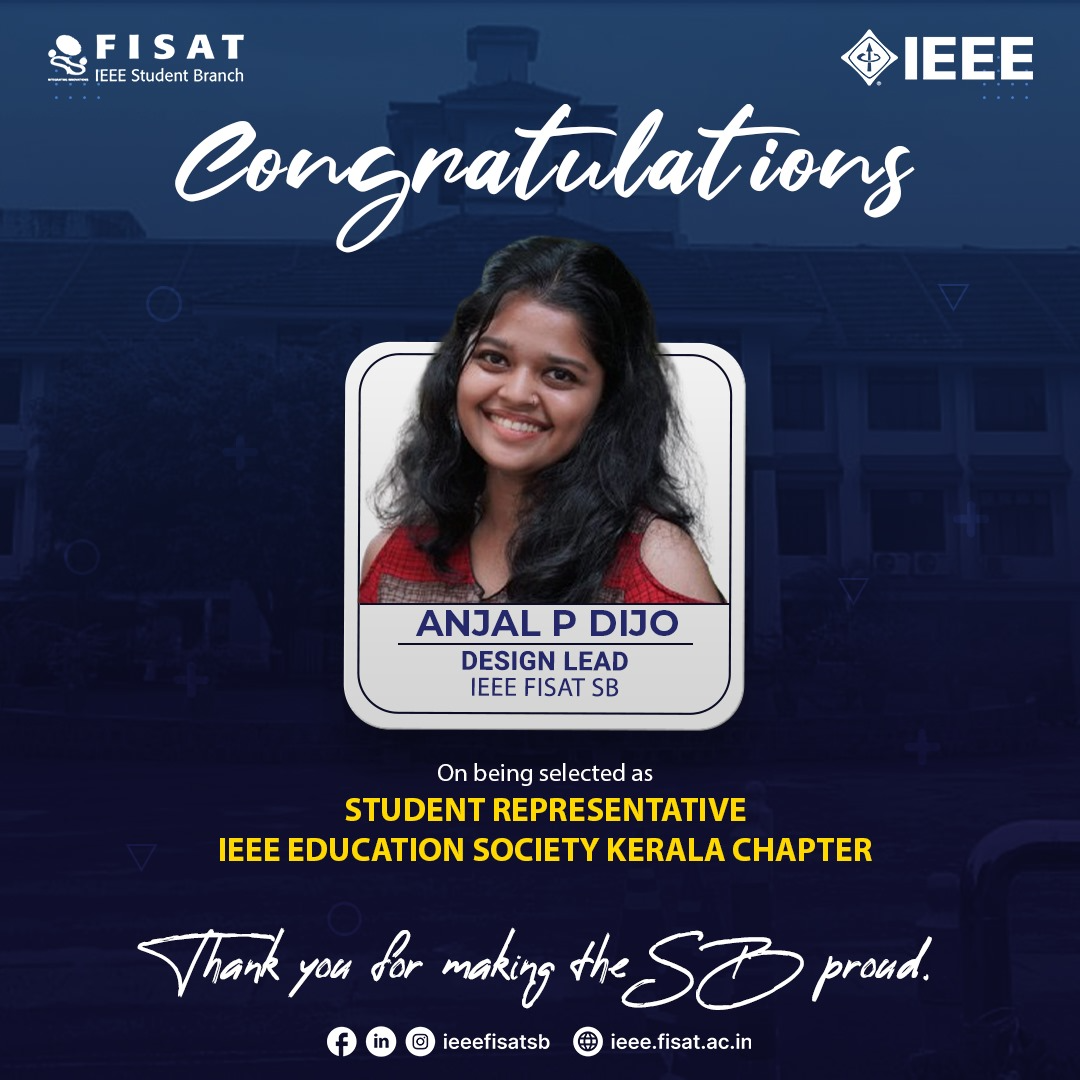 FISAT
IEEE Student Branch
IEEE
Congratulations
ANJAL P DIJO
DESIGN LEAD
IEEE FISAT SB
On being selected as
STUDENT REPRESENTATIVE
IEEE EDUCATION SOCIETY KERALA CHAPTER
Thank you for making the SB proud.
ieeefisatsb ieee.fisat.ac.in